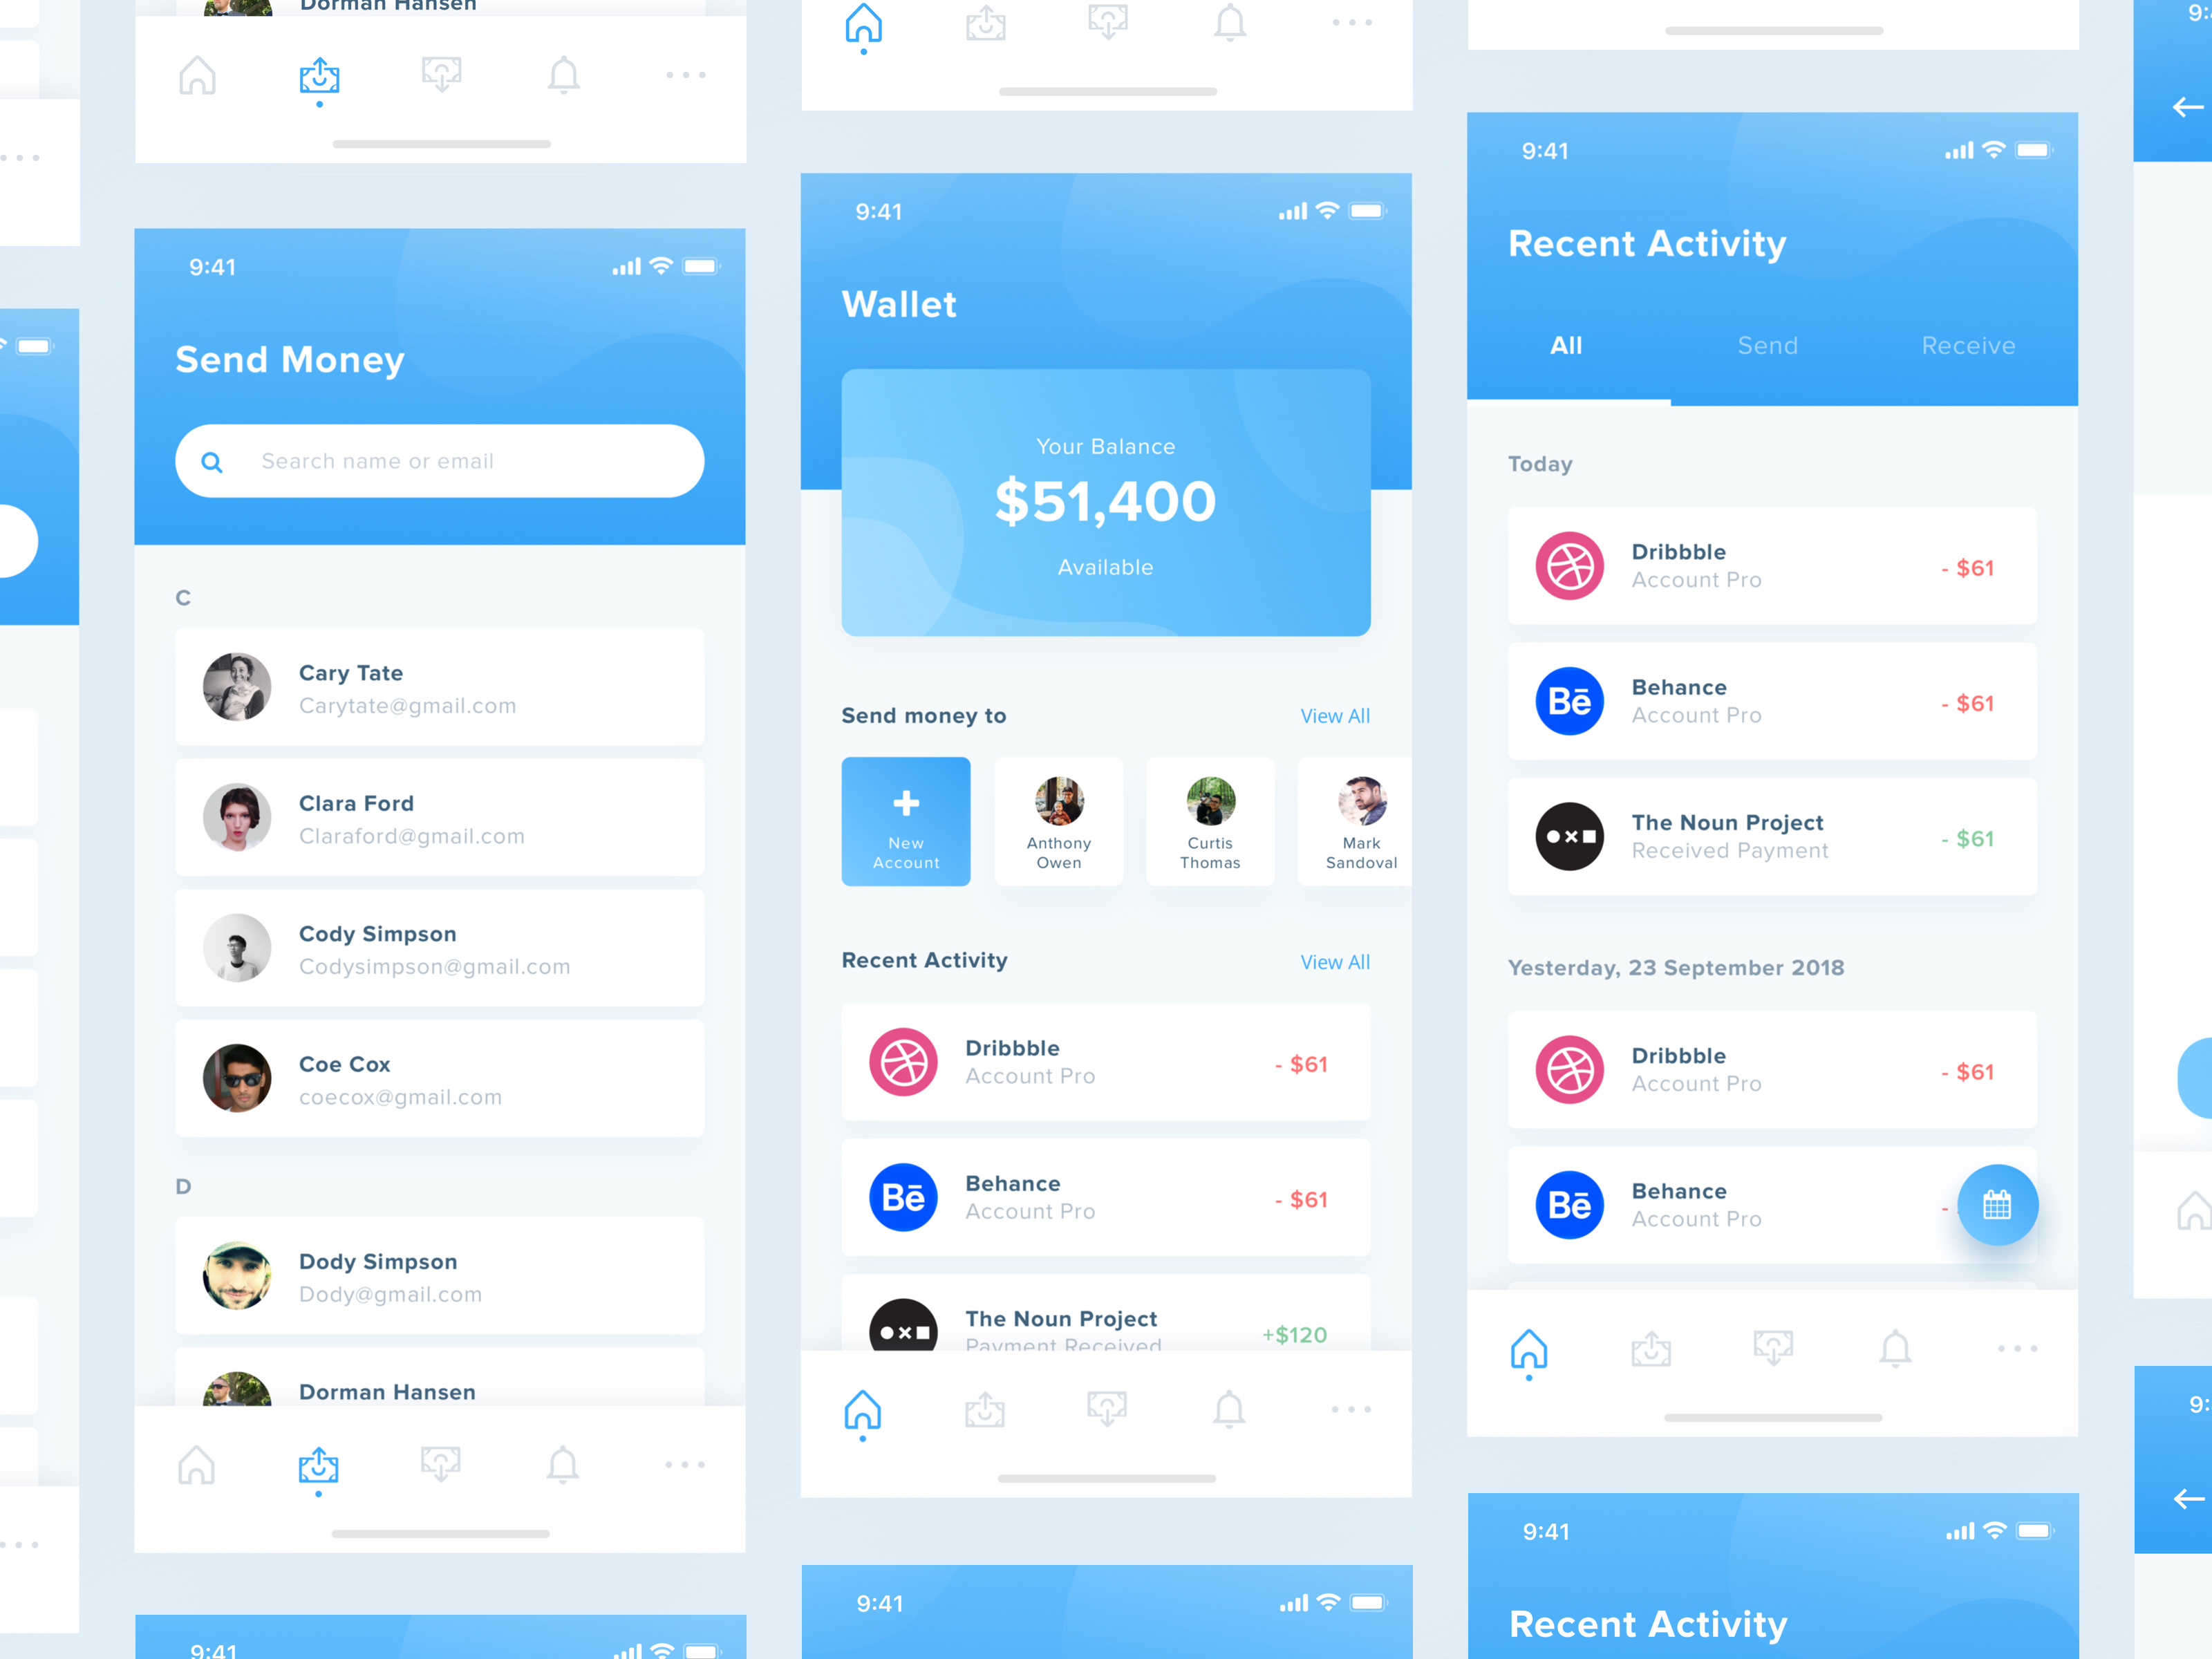 Dorman Hansen
9:41
Send Money
Search name or email
C
Cary Tate
Carytate@gmail.com
Clara Ford
Claraford@gmail.com
Cody Simpson
Codysimpson@gmail.com
Coe Cox
coecox@gmail.com
D
Dody Simpson
Dody@gmail.com
Dorman Hansen
9:41
9:41
Wallet
Your Balance
$51,400
Available
Send money to
View All
New
Account
Anthony
Owen
Curtis
Thomas
Mark
Sandoval
Recent Activity
View All
Dribbble
Account Pro
- $61
Bē
Behance
Account Pro
- $61
The Noun Project
Payment Received
+$120
9:41
9:41
Recent Activity
All
Send
Receive
Today
Dribbble
Account Pro
- $61
Bē
Behance
Account Pro
- $61
The Noun Project
Received Payment
- $61
Yesterday, 23 September 2018
Dribbble
Account Pro
- $61
Bē
Behance
Account Pro
-
9:41
Recent Activity
9:
9: